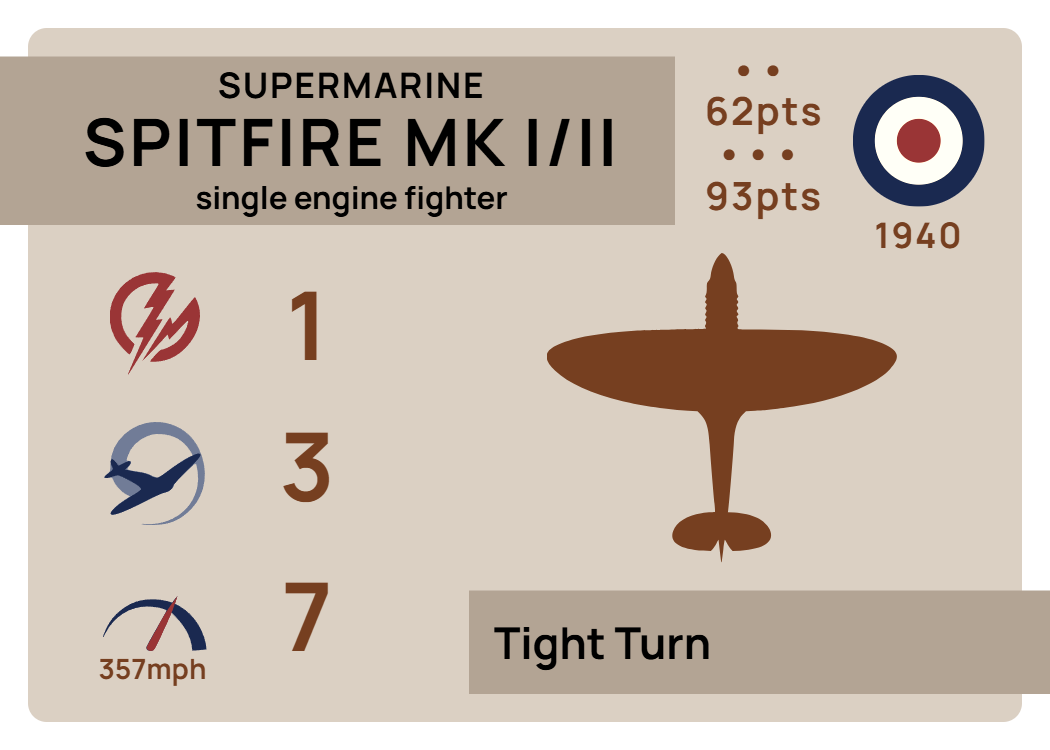 SUPERMARINE
SPITFIRE MK I/II
single engine fighter
62pts
93pts
1940
1
3
7
357mph
Tight Turn